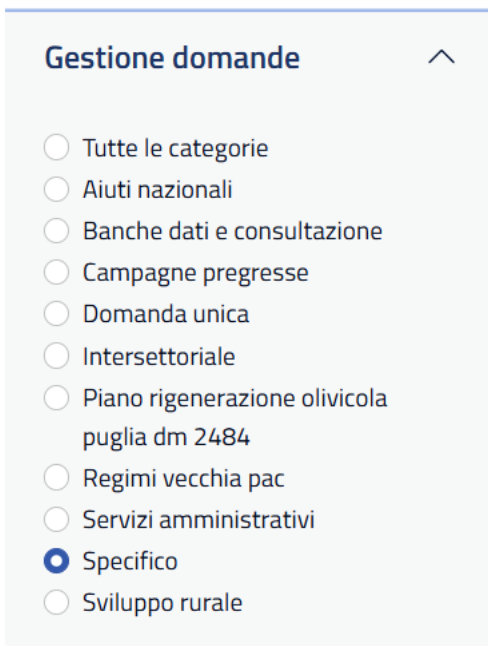 Gestione domande
Tutte le categorie
Aiuti nazionali
Banche dati e consultazione
Campagne pregresse
Domanda unica
Intersettoriale
Piano rigenerazione olivicola
puglia dm 2484
Regimi vecchia pac
Servizi amministrativi
Specifico
Sviluppo rurale